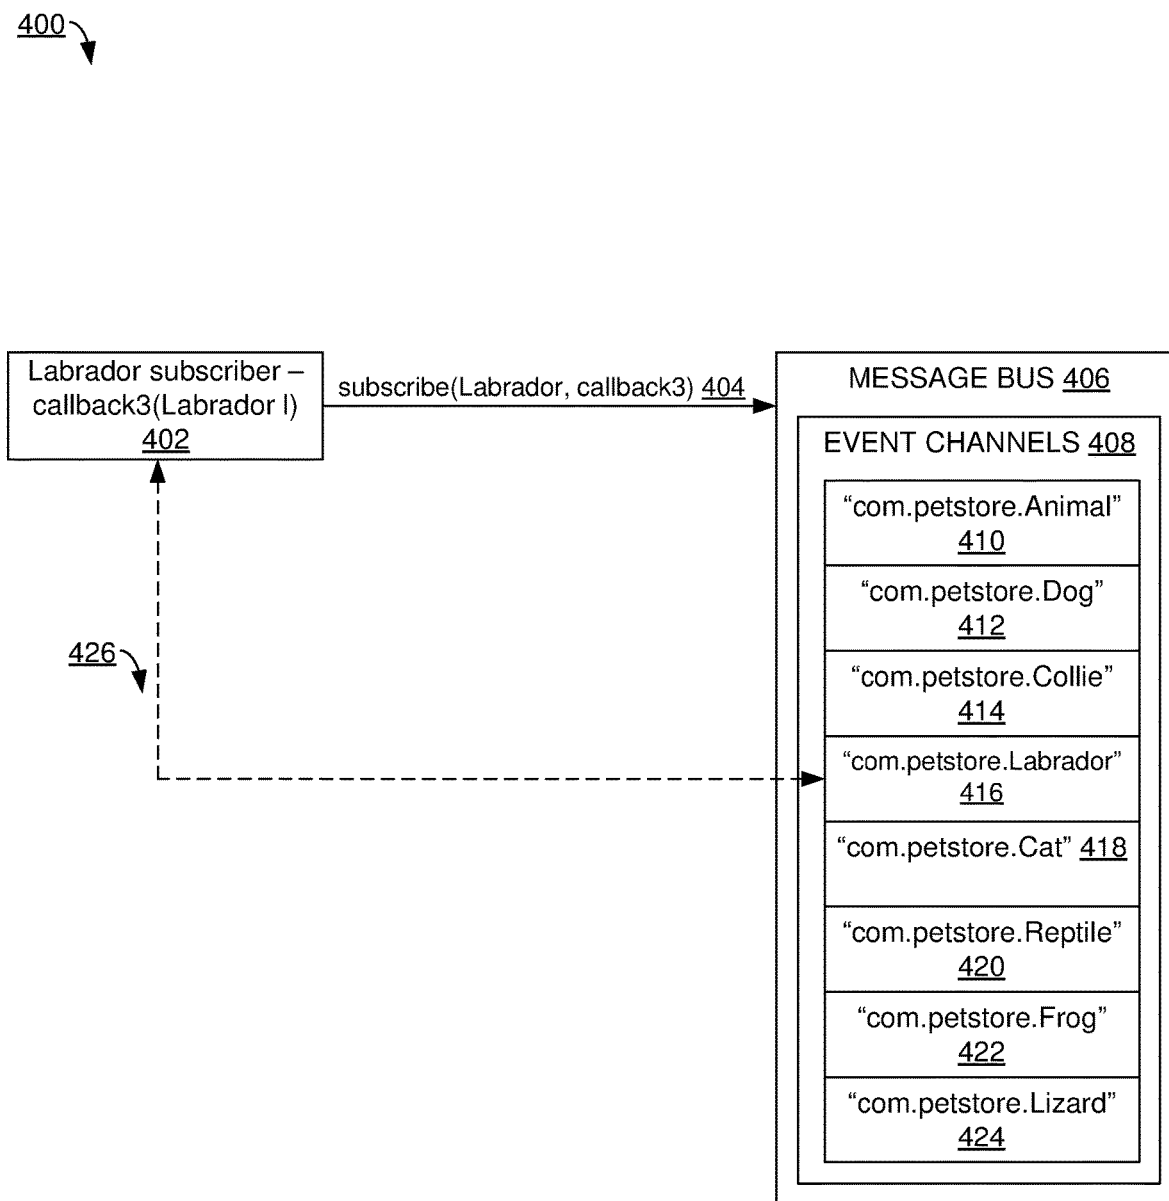 400
Labrador subscriber –
callback3(Labrador l)
402
subscribe(Labrador, callback3) 404
MESSAGE BUS 406
EVENT CHANNELS 408
“com.petstore.Animal”
410
“com.petstore.Dog”
412
“com.petstore.Collie”
414
426
“com.petstore.Labrador”
416
“com.petstore.Cat” 418
“com.petstore.Reptile”
420
“com.petstore.Frog”
422
“com.petstore.Lizard”
424